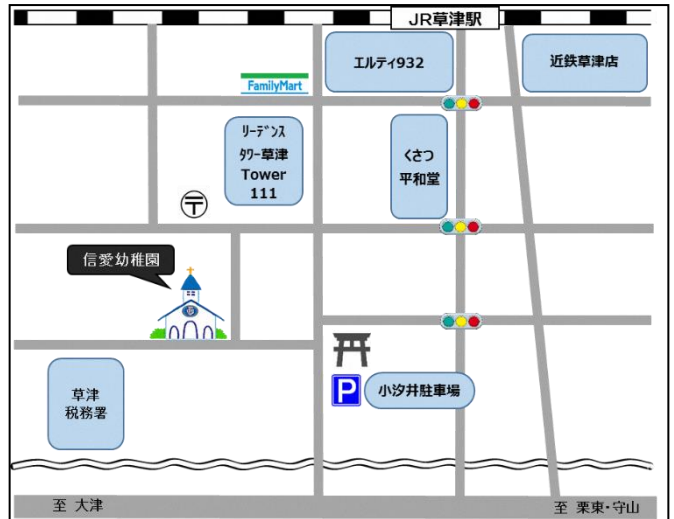 JR草津駅
エルティ932
近鉄草津店
FamilyMart
リーデンス
タワー草津
Tower
111
くさつ
平和堂
〒
信愛幼稚園
草津
税務署
P
小汐井駐車場
至 大津
至 栗東・守山